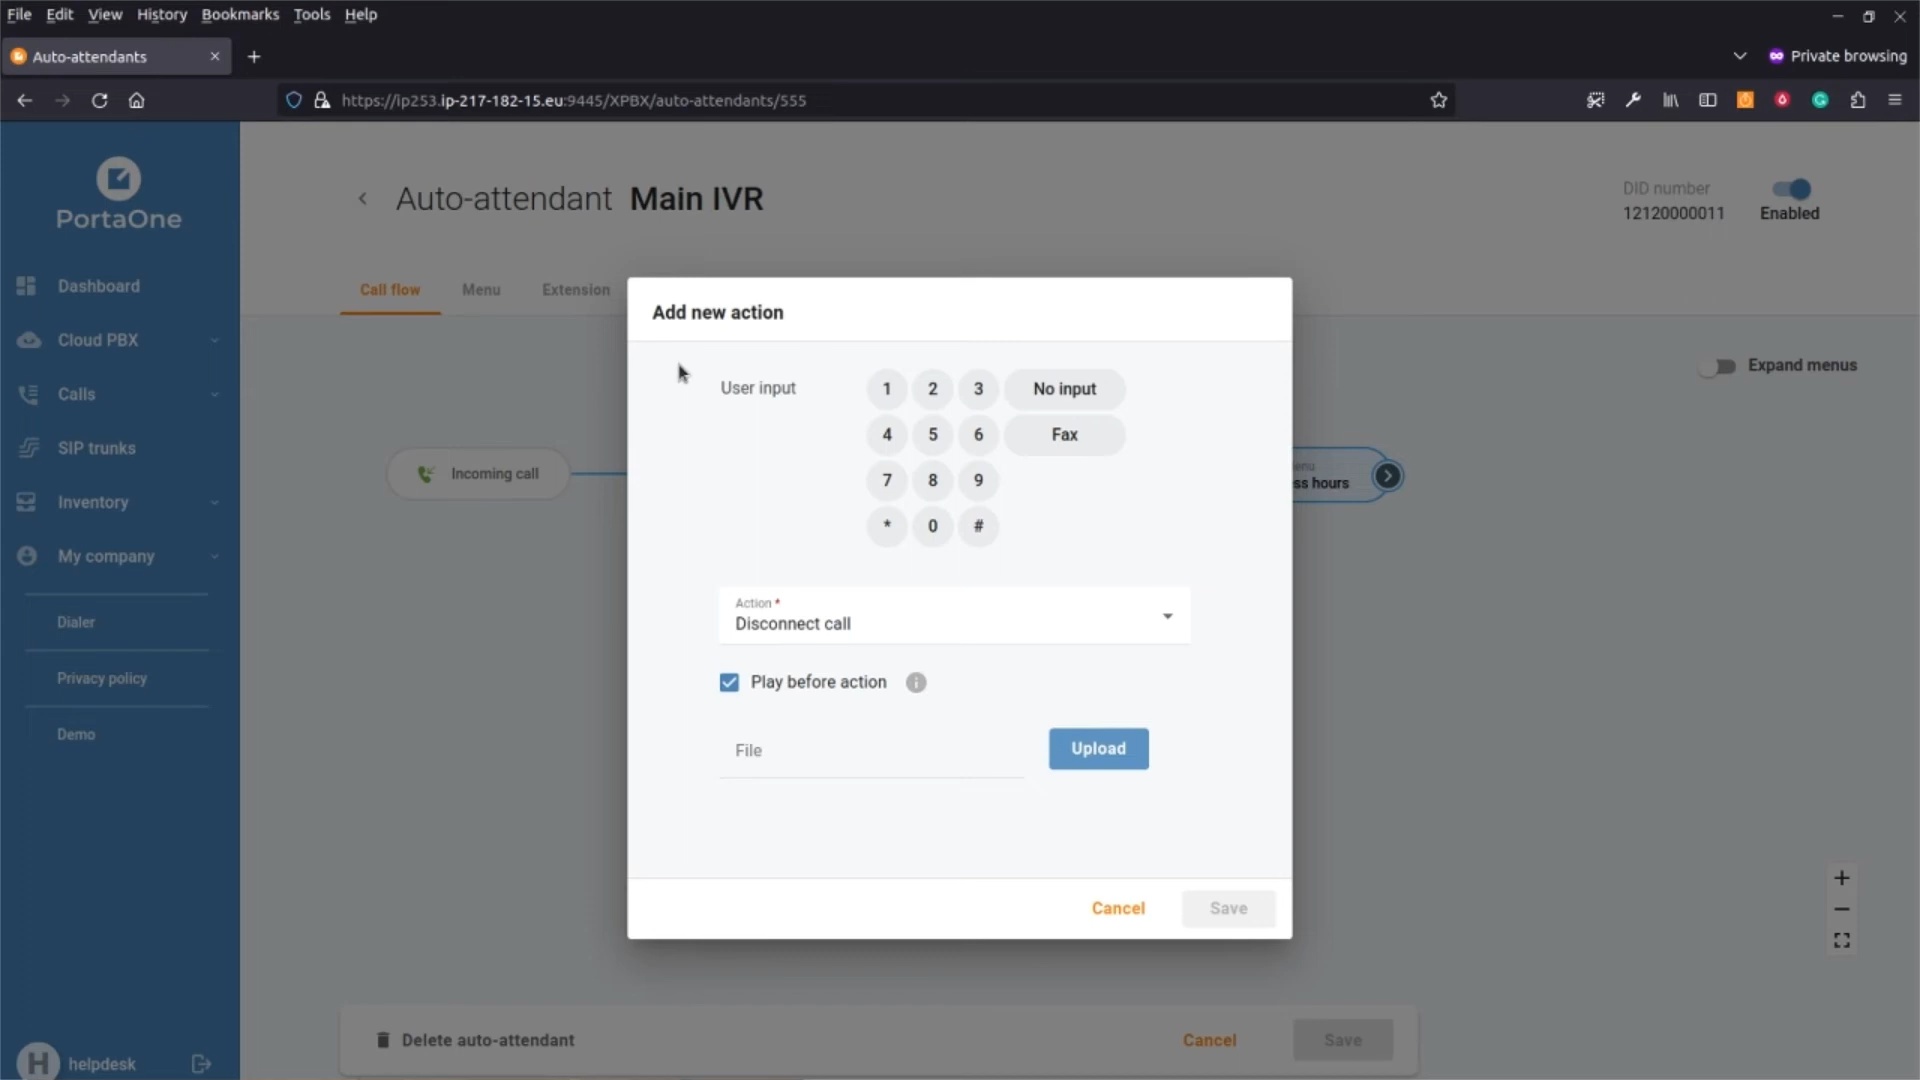 File Edit View History Bookmarks Tools Help
Auto-attendants
Private browsing
https://ip253.ip-217-182-15.eu:9445/XPBX/auto-attendants/555
PortaOne
Dashboard
Cloud PBX
Calls
SIP trunks
Inventory
My company
Dialer
Privacy policy
Demo
H helpdesk
Auto-attendant Main IVR
DID number
12120000011
Enabled
Call flow Menu Extension
Expand menus
Incoming call
enu
ss hours
Add new action
User input
1 2 3 No input
4 5 6 Fax
7 8 9
* 0 #
Action *
Disconnect call
Play before action
File
Upload
Cancel Save
Delete auto-attendant
Cancel Save